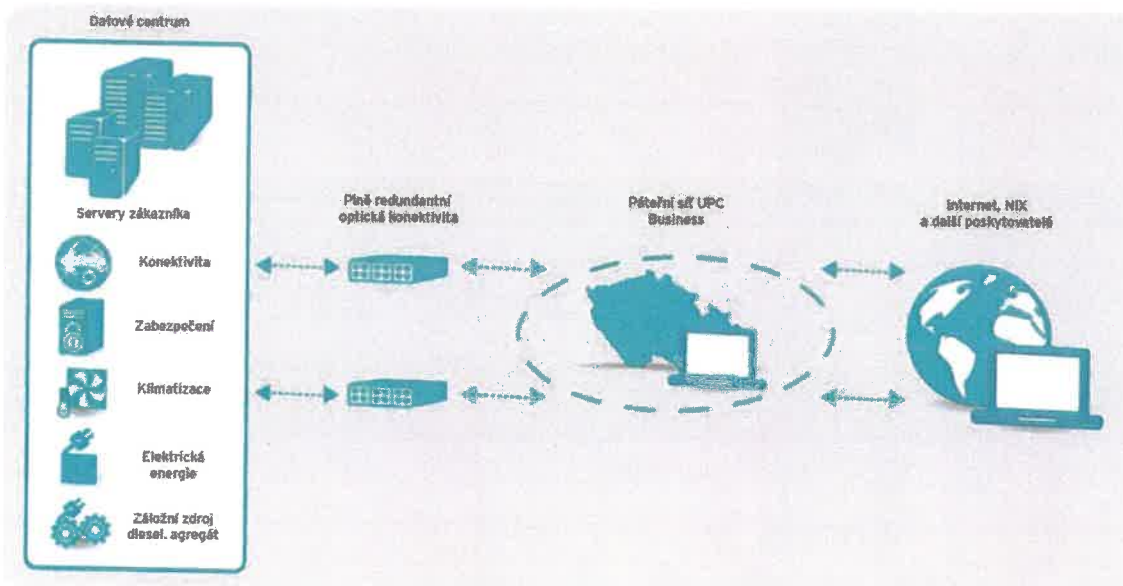 Datové centrum
Servery zákazníka
Konektivita
Zabezpečení
Klimatizace
Elektrická
energie
Záložní zdroj
diesel. agregát
Plně redundantní
optická konektivita
Páteřní síť UPC
Business
Internet, NIX
a další poskytovatelé